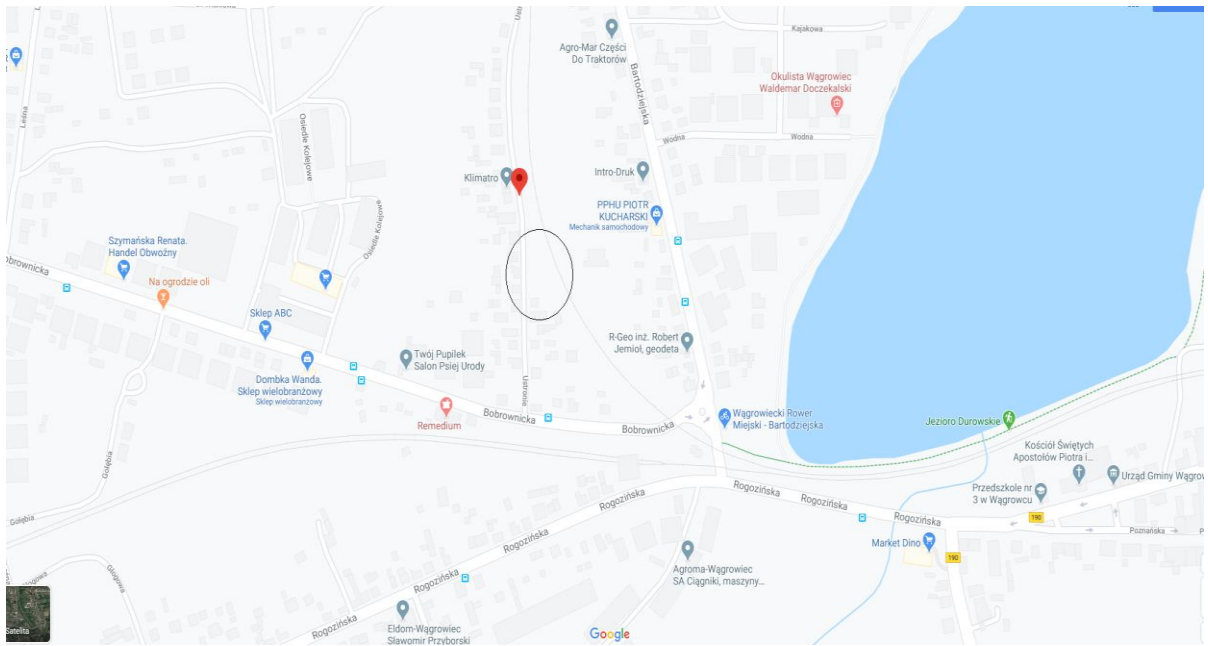 Ustr
Kajakowa
Agro-Mar Części
Do Traktorów
Bartodziejska
Okulista Wągrowiec
Waldemar Doczekalski
Leśna
Osiedle Kolejowe
Wodna
Wodna
Klimatro
Intro-Druk
PPHU PIOTR
KUCHARSKI
Mechanik samochodowy
Osiedle Kolejowe
Szymańska Renata.
Handel Obwoźny
obrownicka
Na ogrodzie oli
Sklep ABC
R-Geo inż. Robert
Jemioł, geodeta
Twój Pupilek
Salon Psiej Urody
Dombka Wanda.
Sklep wielobranżowy
Sklep wielobranżowy
Ustronie
Remedium
Bobrownicka
Bobrownicka
Wągrowiecki Rower
Miejski - Bartodziejska
Jezioro Durowskie
Kościół Świętych
Apostołów Piotra i...
Gołębia
Urząd Gminy Wągrow
Przedszkole nr
3 w Wągrowcu
Rogozińska
Rogozińska
Rogozińska
Rogozińska
190
Poznańska
P
Gołębia
Rogozińska
Market Dino
190
Agroma-Wągrowiec
SA Ciągniki, maszyny...
Głogowa
łogowa
Rogozińska
Rogozińska
Eldom-Wągrowiec
Sławomir Przyborski
Satelita
Google